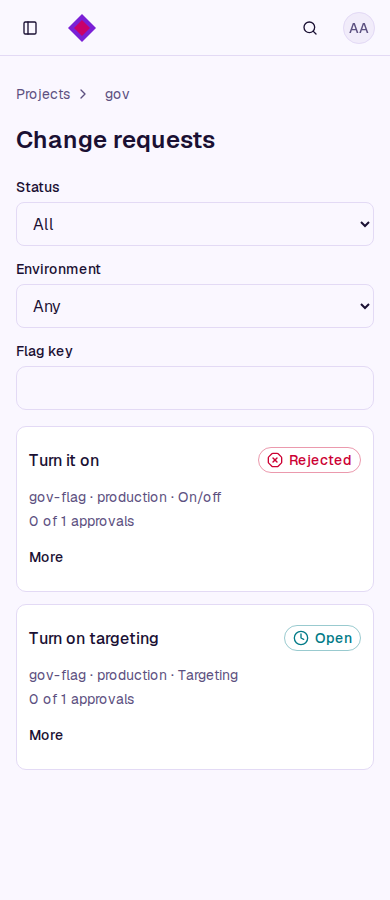 AA
Projects > gov
Change requests
Status
All
Environment
Any
Flag key
Turn it on
Rejected
gov-flag · production · On/off
0 of 1 approvals
More
Turn on targeting
Open
gov-flag · production · Targeting
0 of 1 approvals
More